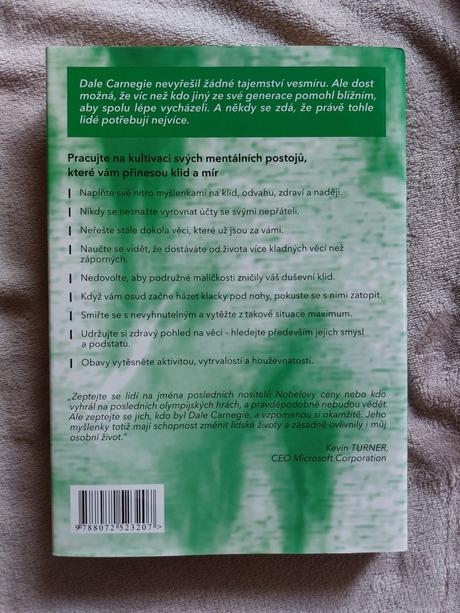 Dale Carnegie nevyřešil žádné tajemství vesmíru. Ale dost
možná, že víc než kdo jiný ze své generace pomohl bližním,
aby spolu lépe vycházeli. A někdy se zdá, že právě tohle
lidé potřebují nejvíce.
Pracujte na kultivaci svých mentálních postojů,
které vám přinesou klid a mír
Naplňte své nitro myšlenkami na klid, odvahu, zdraví a naději.
Nikdy se nesnažte vyrovnat účty se svými nepřáteli.
Neřešte stále dokola věci, které už jsou za vámi.
Naučte se vidět, že dostáváte od života více kladných věcí než
záporných.
Nedovolte, aby podružné maličkosti zničily váš duševní klid.
Když vám osud začne házet klacky pod nohy, pokuste se s nimi zatopit.
Smiřte se s nevyhnutelným a vytěžte z takové situace maximum.
Udržujte si zdravý pohled na věci – hledejte především jejich smysl
a podstatu.
Obavy vytěsněte aktivitou, vytrvalostí a houževnatostí.
„Zeptejte se lidí na jména posledních nositelů Nobelovy ceny nebo kdo
vyhrál na posledních olympijských hrách, a pravděpodobně nebudou vědět.
Ale zeptejte se jich, kdo byl Dale Carnegie, a vzpomenou si okamžitě. Jeho
myšlenky totiž mají schopnost změnit lidské životy a zásadně ovlivnily i můj
osobní život."
Kevin TURNER,
CEO Microsoft Corporation
9788072523207>